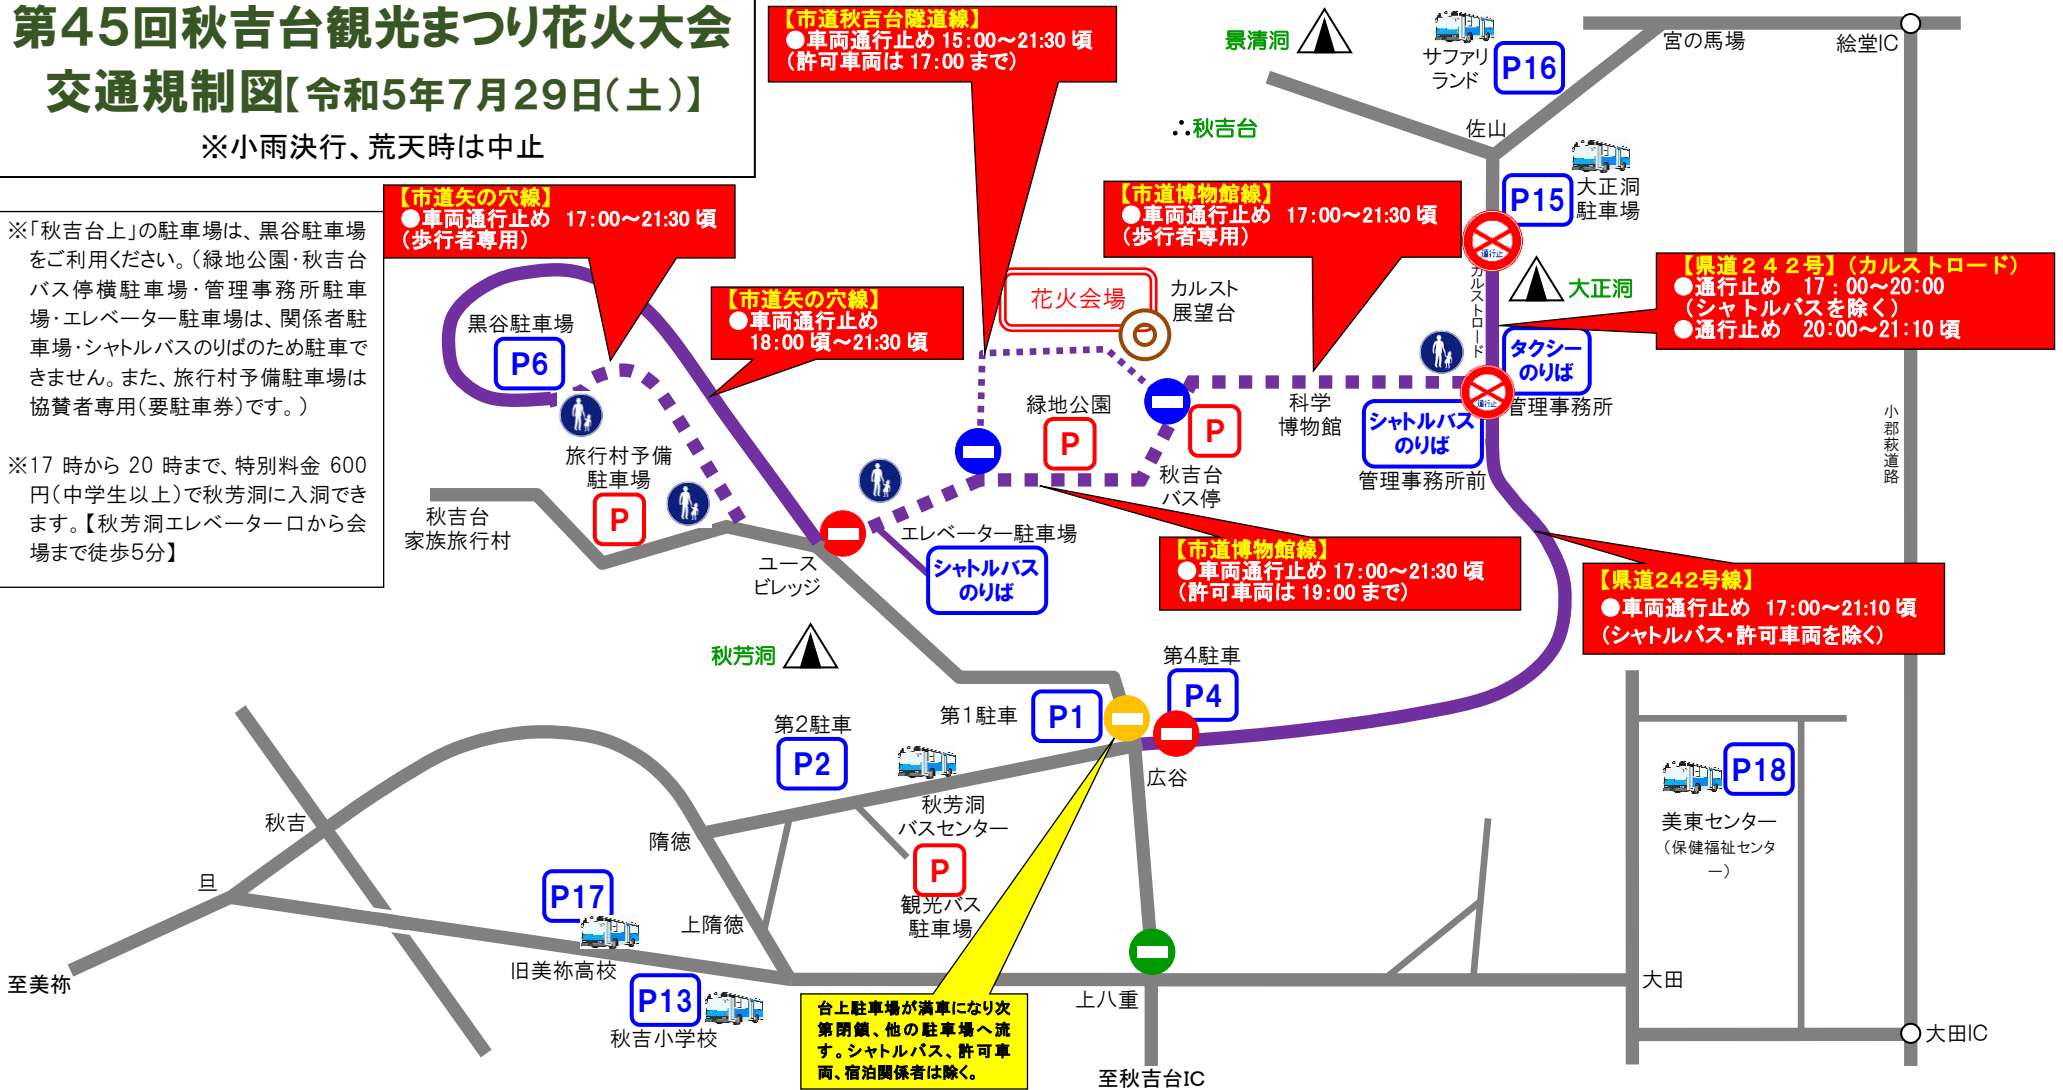 第45回秋吉台観光まつり花火大会
交通規制図【令和5年7月29日(土)】
※小雨決行、荒天時は中止
※「秋吉台上」の駐車場は、黒谷駐車場
をご利用ください。(緑地公園・秋吉台
バス停横駐車場・管理事務所駐車
場・エレベーター駐車場は、関係者駐
車場・シャトルバスのりばのため駐車で
きません。また、旅行村予備駐車場は
協賛者専用(要駐車券)です。)
※17 時から 20 時まで、特別料金 600
円(中学生以上)で秋芳洞に入洞でき
ます。【秋芳洞エレベーター口から会
場まで徒歩5分】
【市道秋吉台隧道線】
●車両通行止め 15:00～21:30 頃
(許可車両は 17:00 まで)
【市道矢の穴線】
●車両通行止め 17:00～21:30 頃
(歩行者専用)
【市道矢の穴線】
●車両通行止め
18:00 頃～21:30 頃
【市道博物館線】
●車両通行止め 17:00～21:30 頃
(歩行者専用)
【県道242号】(カルストロード)
●通行止め 17:00～20:00
(シャトルバスを除く)
●通行止め 20:00～21:10 頃
【市道博物館線】
●車両通行止め 17:00～21:30 頃
(許可車両は 19:00 まで)
【県道242号線】
●車両通行止め 17:00～21:10 頃
(シャトルバス・許可車両を除く)
景清洞
サファリ
ランド
P16
宮の馬場
絵堂IC
∴秋吉台
佐山
P15
大正洞
駐車場
通行止
カルストロード
大正洞
花火会場
カルスト
展望台
黒谷駐車場
P6
タクシー
のりば
管理事務所
通行止
緑地公園
P
P
秋吉台
バス停
科学
博物館
シャトルバス
のりば
管理事務所前
小郡萩道路
旅行村予備
駐車場
P
秋吉台
家族旅行村
エレベーター駐車場
シャトルバス
のりば
ユース
ビレッジ
秋芳洞
第4駐車
P4
第1駐車
P1
第2駐車
P2
広谷
秋芳洞
バスセンター
P
観光バス
駐車場
P18
美東センター
(保健福祉センタ
ー)
秋吉
隋徳
旦
P17
旧美祢高校
上隋徳
P13
秋吉小学校
至美祢
台上駐車場が満車になり次
第閉鎖、他の駐車場へ流
す。シャトルバス、許可車
両、宿泊関係者は除く。
上八重
至秋吉台IC
大田
大田IC